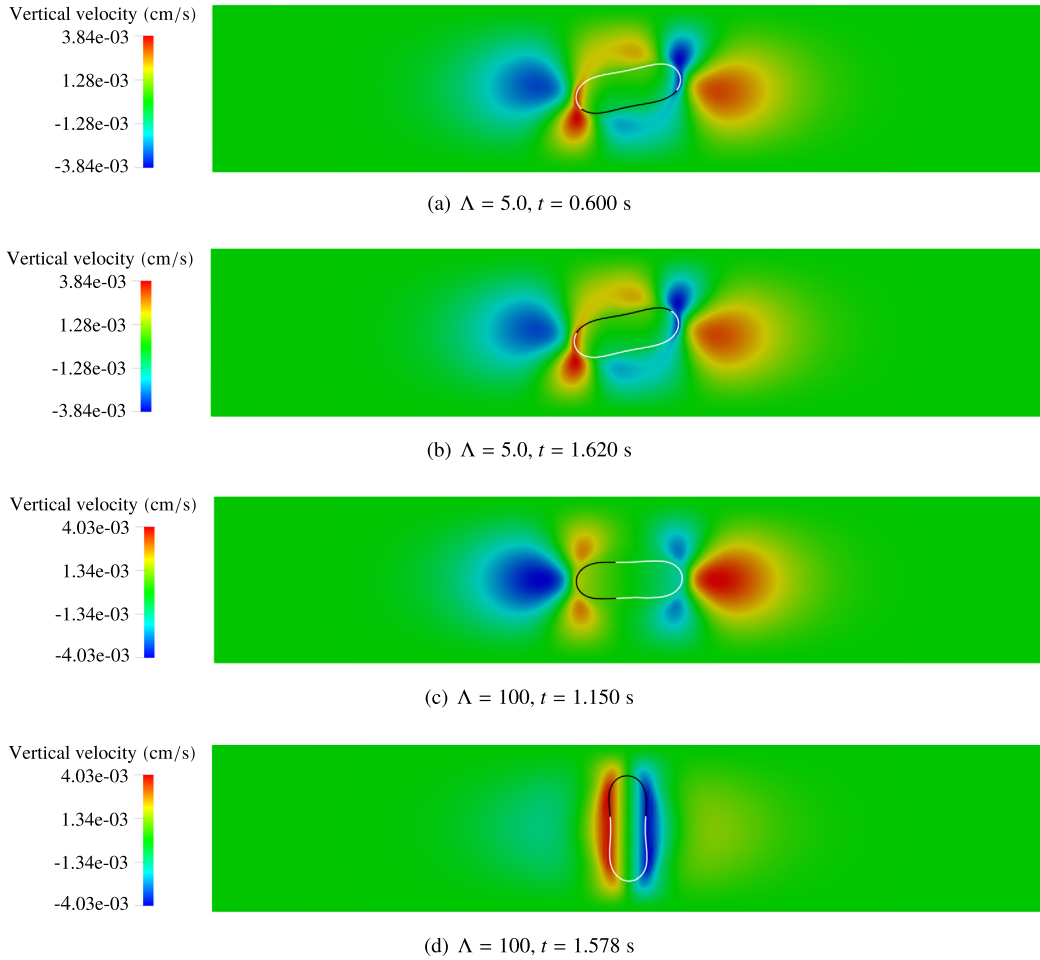 Vertical velocity (cm/s)
3.84e-03
1.28e-03
-1.28e-03
-3.84e-03
(a) Λ = 5.0, t = 0.600 s
Vertical velocity (cm/s)
3.84e-03
1.28e-03
-1.28e-03
-3.84e-03
(b) Λ = 5.0, t = 1.620 s
Vertical velocity (cm/s)
4.03e-03
1.34e-03
-1.34e-03
-4.03e-03
(c) Λ = 100, t = 1.150 s
Vertical velocity (cm/s)
4.03e-03
1.34e-03
-1.34e-03
-4.03e-03
(d) Λ = 100, t = 1.578 s